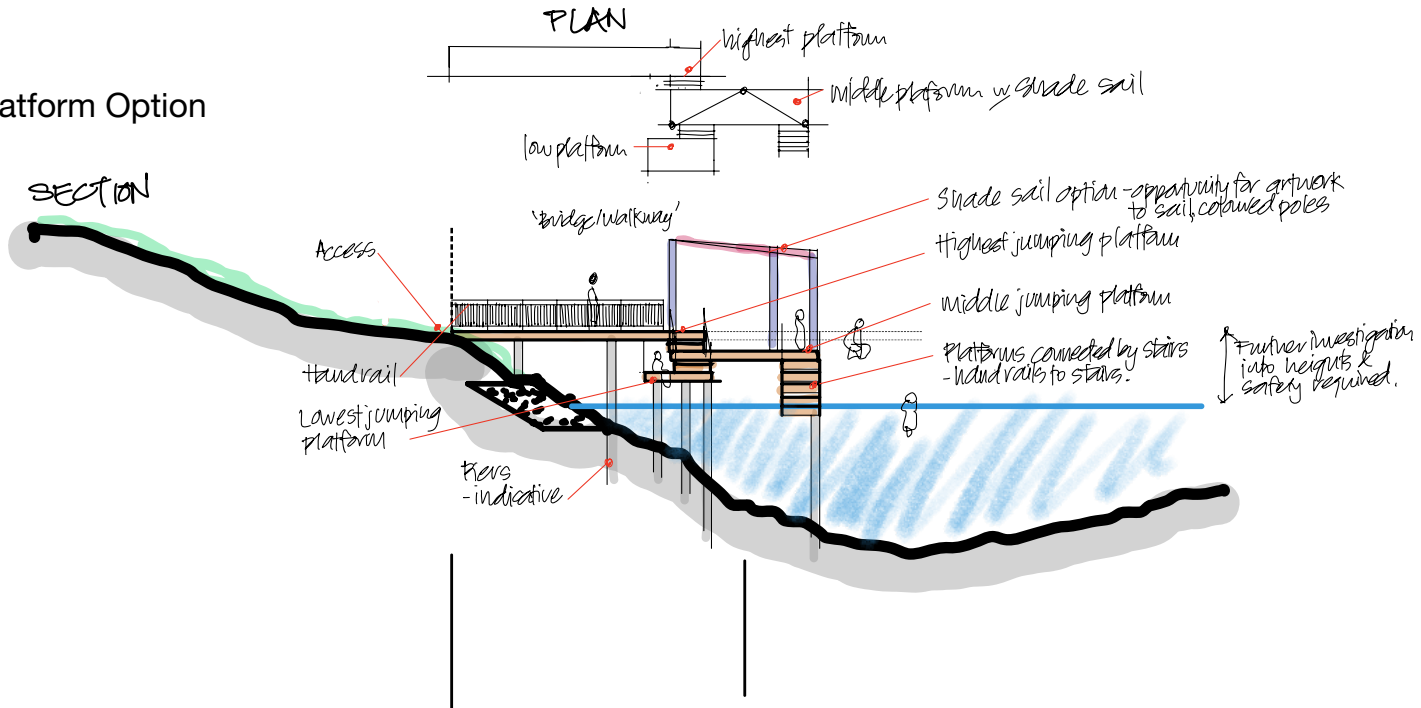 PLAN
highest platform
atform Option
middle platform w shade sail
low platform
SECTION
'Bridge/walkway'
Shade sail option - opportunity for artwork
to sail, coloured poles
Access
Highest jumping platform
Middle jumping platform
Platforms connected by stairs
- handrails to stairs.
Further investigation
into heights &
safety required.
Handrail
Lowest jumping
platform
Piers
- indicative